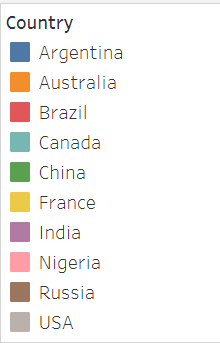 Country
Argentina
Australia
Brazil
Canada
China
France
India
Nigeria
Russia
USA